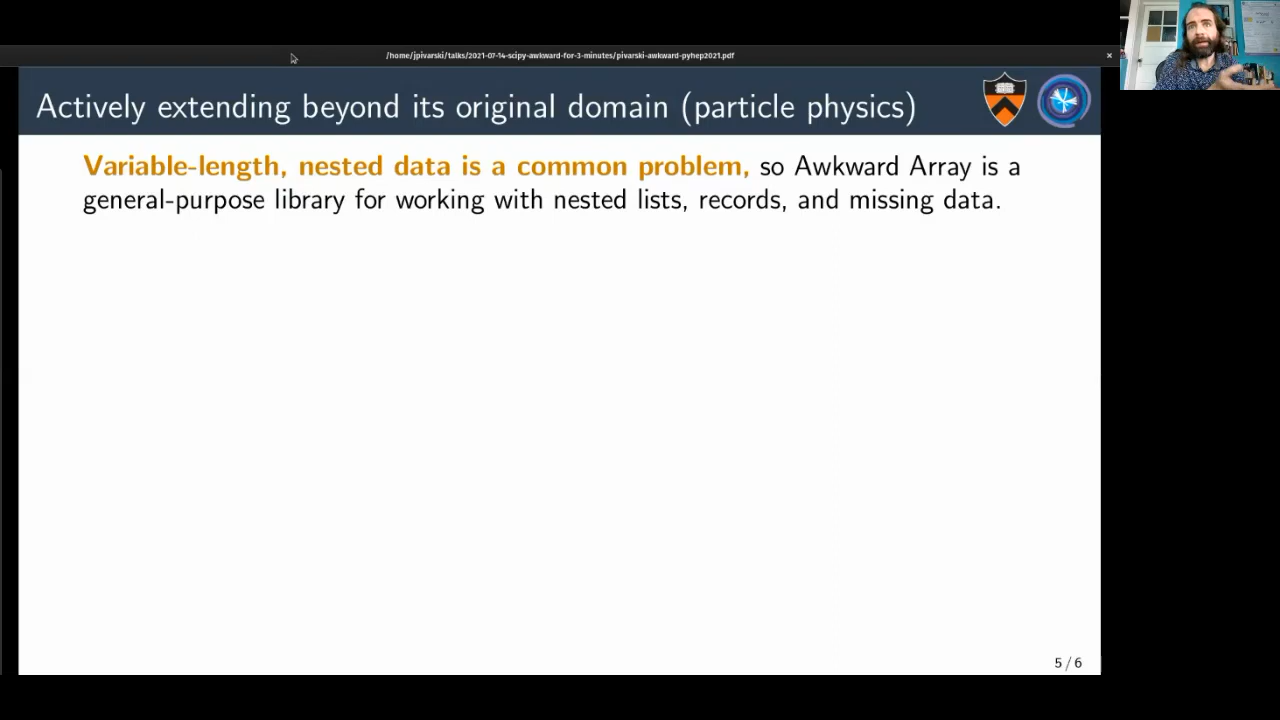 /home/jpivarski/talks/2021-07-14-scipy-awkward-for-3-minutes/pivarski-awkward-pyhep2021.pdf
Actively extending beyond its original domain (particle physics)
Variable-length, nested data is a common problem, so Awkward Array is a
general-purpose library for working with nested lists, records, and missing data.
5 / 6